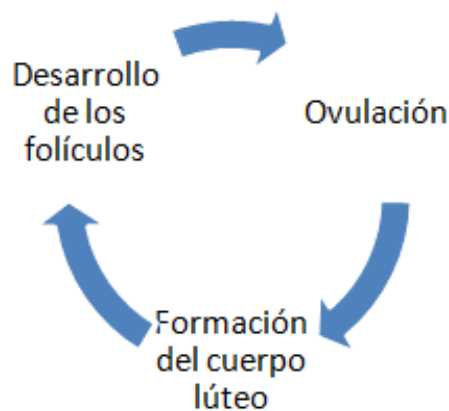 Desarrollo
de los
folículos
Ovulación
Formación
del cuerpo
lúteo